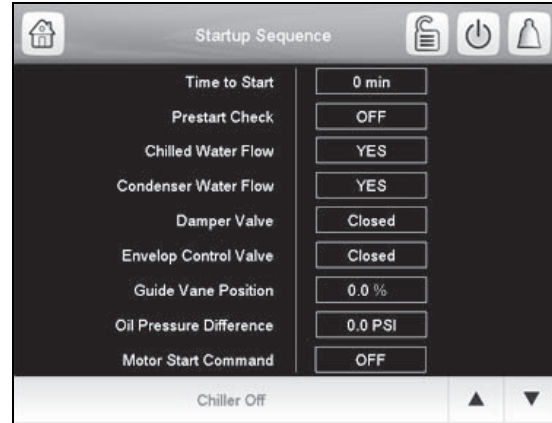 Startup Sequence
Time to Start 0 min
Prestart Check OFF
Chilled Water Flow YES
Condenser Water Flow YES
Damper Valve Closed
Envelop Control Valve Closed
Guide Vane Position 0.0 %
Oil Pressure Difference 0.0 PSI
Motor Start Command OFF
Chiller Off